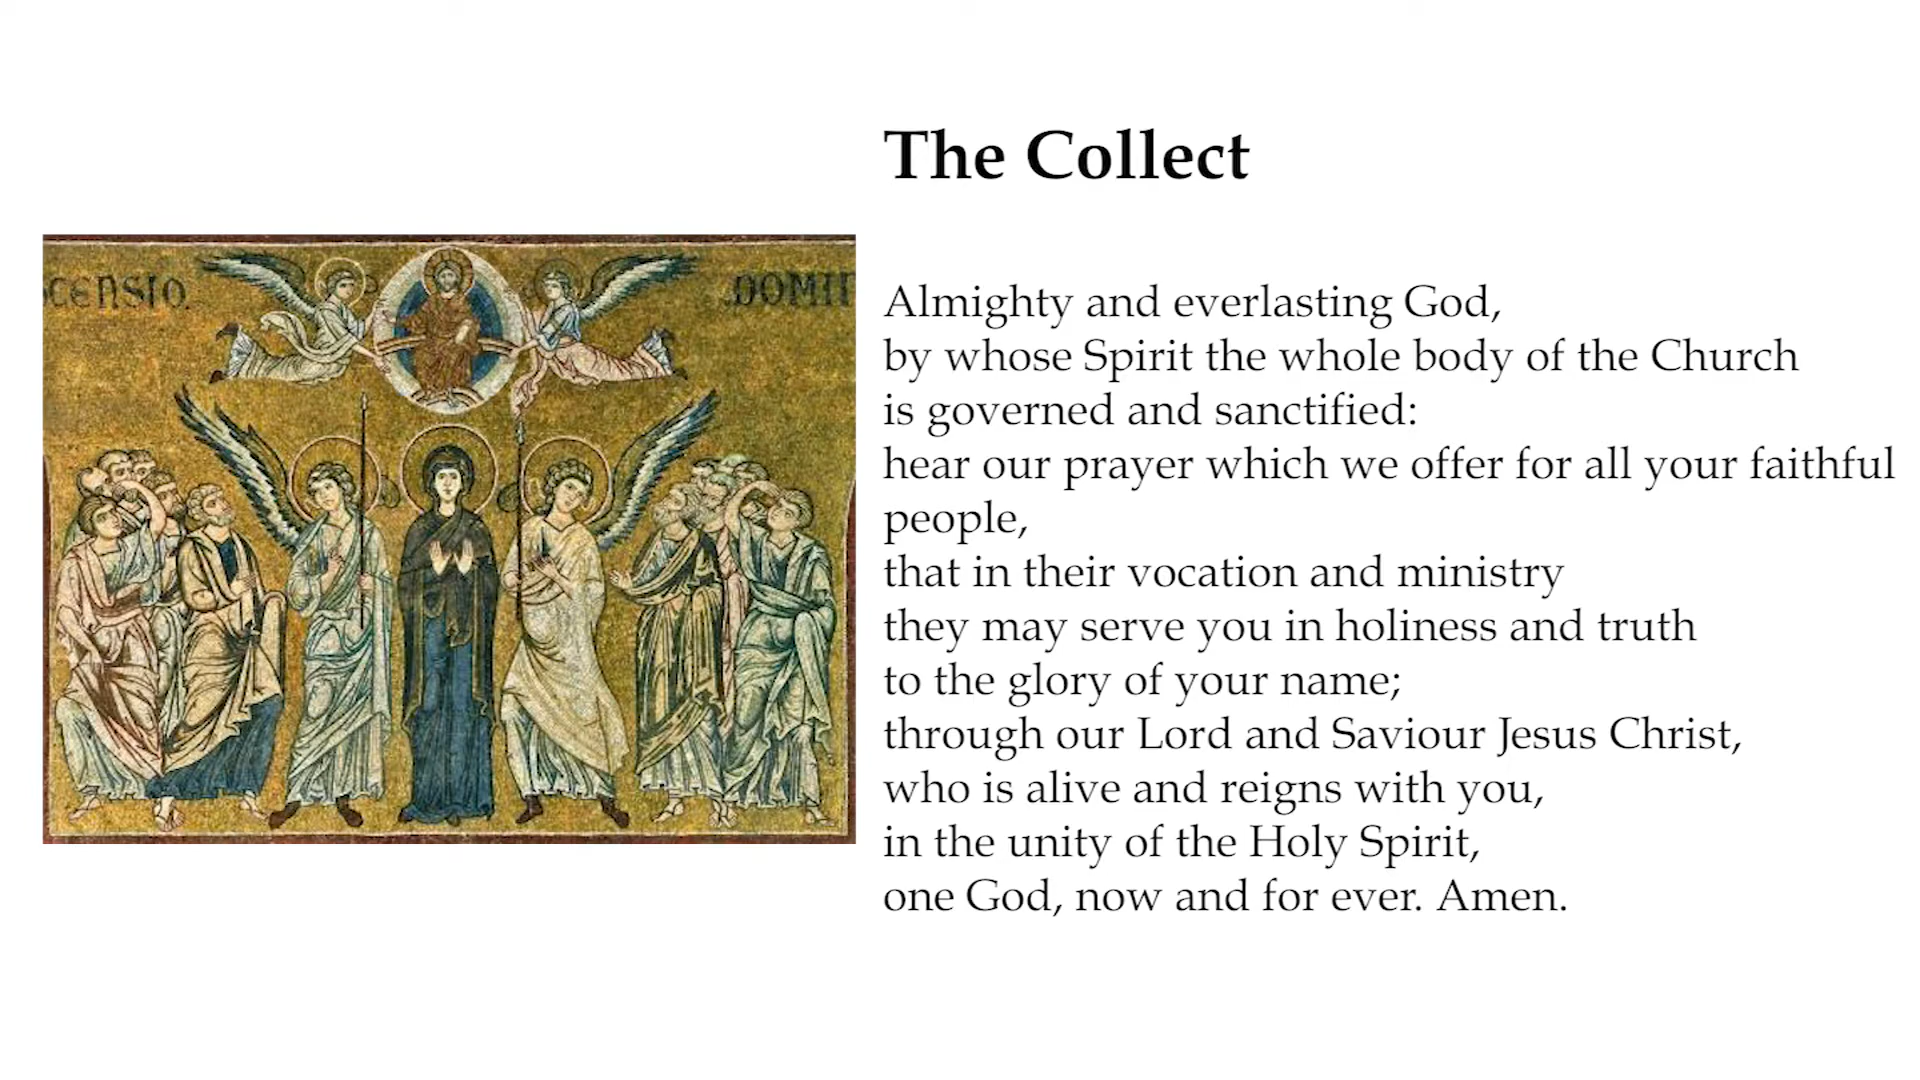 The Collect
CENSIO
DOMI
Almighty and everlasting God,
by whose Spirit the whole body of the Church
is governed and sanctified:
hear our prayer which we offer for all your faithful
people,
that in their vocation and ministry
they may serve you in holiness and truth
to the glory of your name;
through our Lord and Saviour Jesus Christ,
who is alive and reigns with you,
in the unity of the Holy Spirit,
one God, now and for ever. Amen.